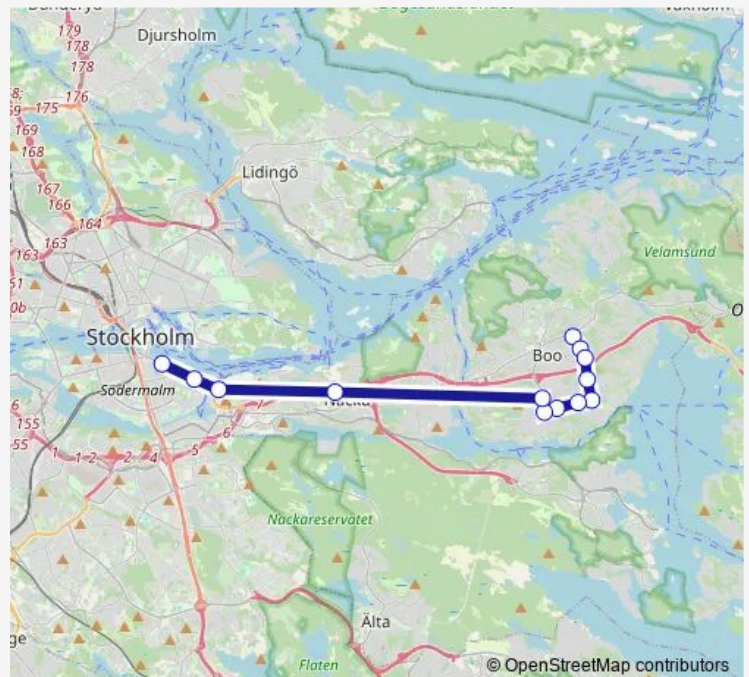 Djursholm
179
178
178
176
175
169
168
167
166
164
163
163
Lidingö
Velamsund
Stockholm
Södermalm
Boo
Nacka
155
1
1
2
2
4
5
6
Nackareservatet
Älta
Flaten
© OpenStreetMap contributors